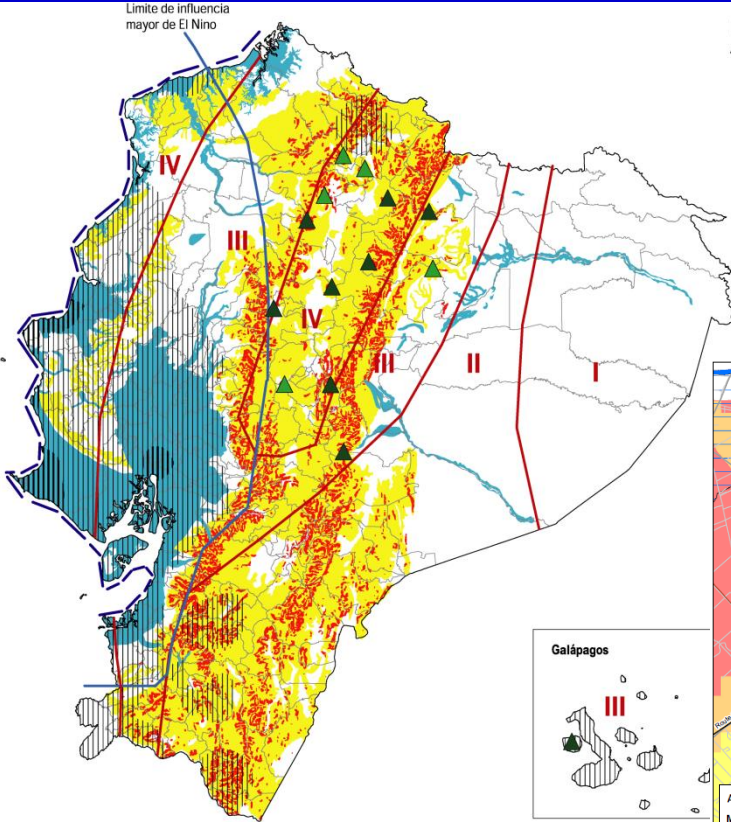 Limite de influencia
mayor de El Nino
IV
III
IV
III
II
I
Galápagos
III